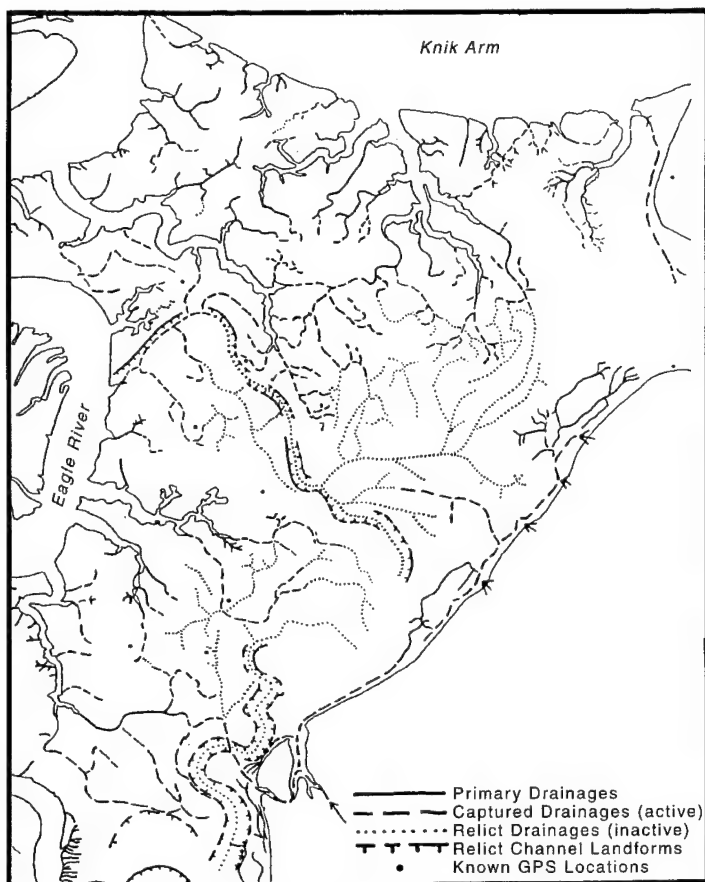 Knik Arm
Eagle River
Primary Drainages
Captured Drainages (active)
Relict Drainages (inactive)
Relict Channel Landforms
Known GPS Locations